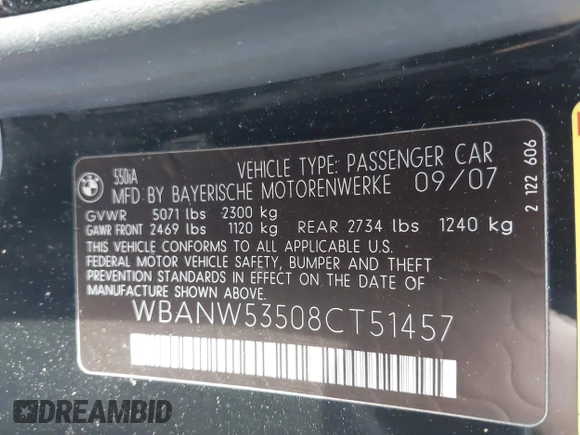 BMW
550iA
VEHICLE TYPE: PASSENGER CAR
MFD BY BAYERISCHE MOTORENWERKE 09/07
GVWR 5071 lbs 2300 kg
GAWR FRONT 2469 lbs 1120 kg REAR 2734 lbs 1240 kg
THIS VEHICLE CONFORMS TO ALL APPLICABLE U.S.
FEDERAL MOTOR VEHICLE SAFETY, BUMPER AND THEFT
PREVENTION STANDARDS IN EFFECT ON THE DATE OF
MANUFACTURE SHOWN ABOVE.
WBANW53508CT51457
2 122 606
DREAMBID